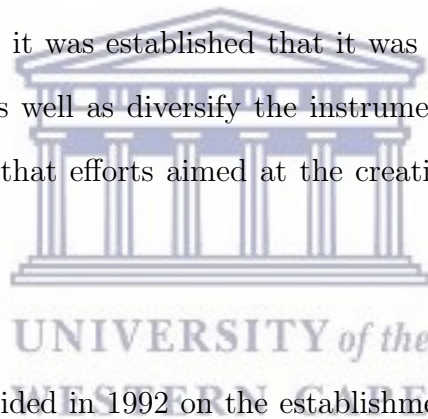 it was established that it was
s well as diversify the instrume
that efforts aimed at the creati
UNIVERSITY of the
ided in 1992 on the establishme
WESTERN CAPE